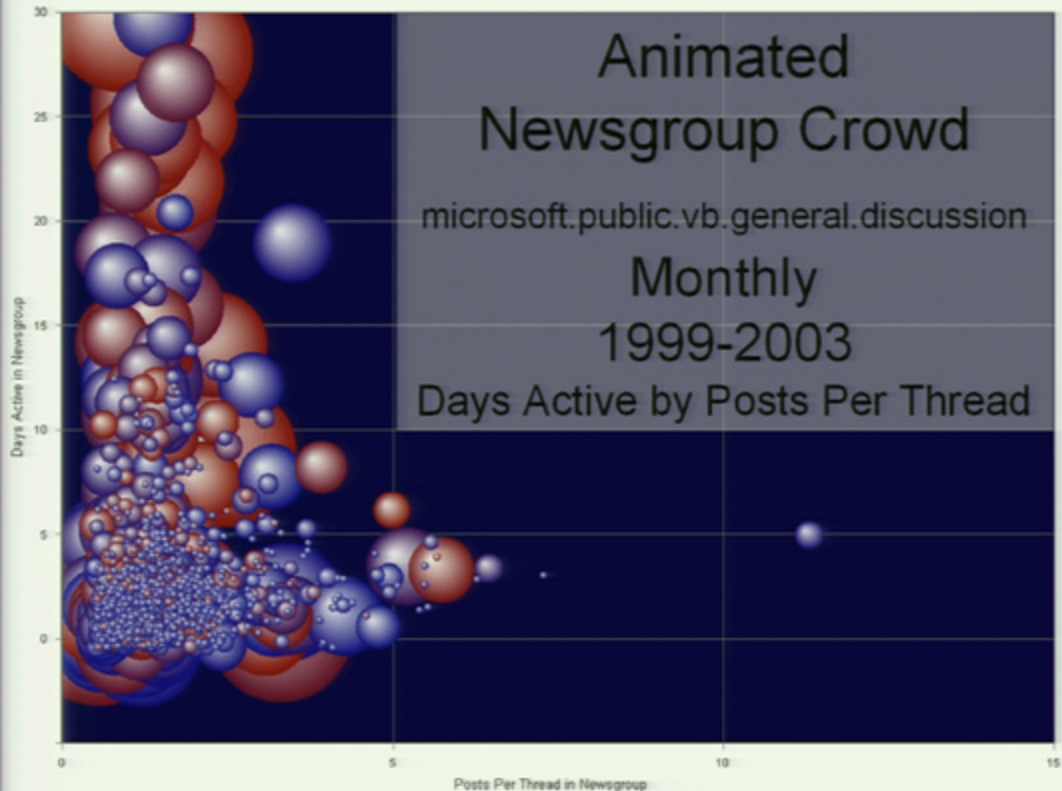 Animated
Newsgroup Crowd
microsoft.public.vb.general.discussion
Monthly
1999-2003
Days Active by Posts Per Thread
30
25
20
15
10
5
0
Days Active in Newsgroup
0 5 10 15
Posts Per Thread in Newsgroup